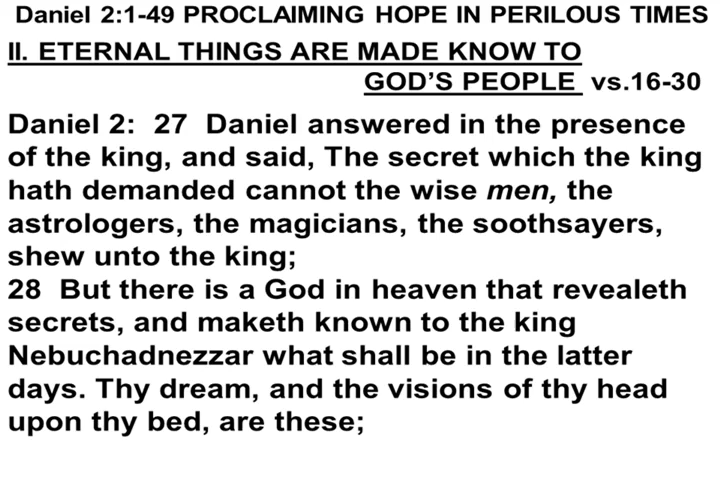 Daniel 2:1-49 PROCLAIMING HOPE IN PERILOUS TIMES
II. ETERNAL THINGS ARE MADE KNOW TO
GOD’S PEOPLE vs.16-30
Daniel 2: 27 Daniel answered in the presence
of the king, and said, The secret which the king
hath demanded cannot the wise men, the
astrologers, the magicians, the soothsayers,
shew unto the king;
28 But there is a God in heaven that revealeth
secrets, and maketh known to the king
Nebuchadnezzar what shall be in the latter
days. Thy dream, and the visions of thy head
upon thy bed, are these;